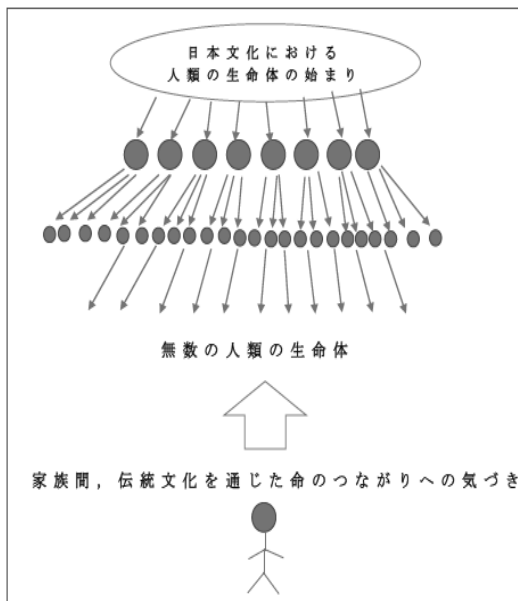 日本文化における
人類の生命体の始まり
無数の人類の生命体
家族間，伝統文化を通じた命のつながりへの気づき